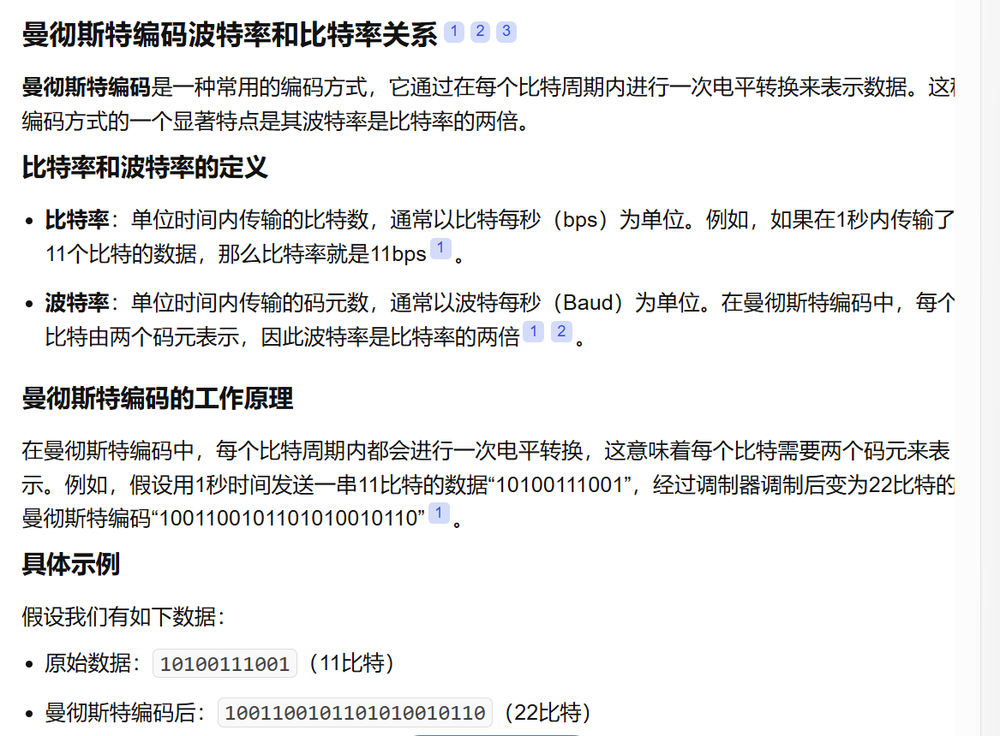 曼彻斯特编码波特率和比特率关系 1 2 3
曼彻斯特编码是一种常用的编码方式，它通过在每个比特周期内进行一次电平转换来表示数据。这
编码方式的一个显著特点是其波特率是比特率的两倍。
比特率和波特率的定义
• 比特率：单位时间内传输的比特数，通常以比特每秒（bps）为单位。例如，如果在1秒内传输了
11个比特的数据，那么比特率就是11bps 1 。
• 波特率：单位时间内传输的码元数，通常以波特每秒（Baud）为单位。在曼彻斯特编码中，每个
比特由两个码元表示，因此波特率是比特率的两倍 1 2 。
曼彻斯特编码的工作原理
在曼彻斯特编码中，每个比特周期内都会进行一次电平转换，这意味着每个比特需要两个码元来表
示。例如，假设用1秒时间发送一串11比特的数据“10100111001”，经过调制器调制后变为22比特的
曼彻斯特编码“1001100101101010010110” 1 。
具体示例
假设我们有如下数据：
• 原始数据： 10100111001 （11比特）
• 曼彻斯特编码后： 1001100101101010010110 （22比特）